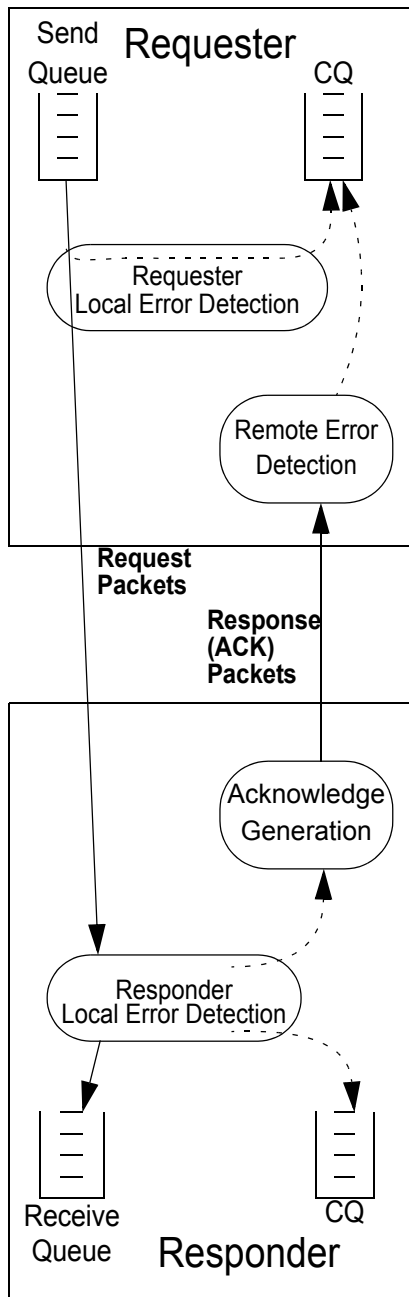 Send
Queue
Requester
CQ
Requester
Local Error Detection
Remote Error
Detection
Request
Packets
Response
(ACK)
Packets
Acknowledge
Generation
Responder
Local Error Detection
Receive
Queue
CQ
Responder